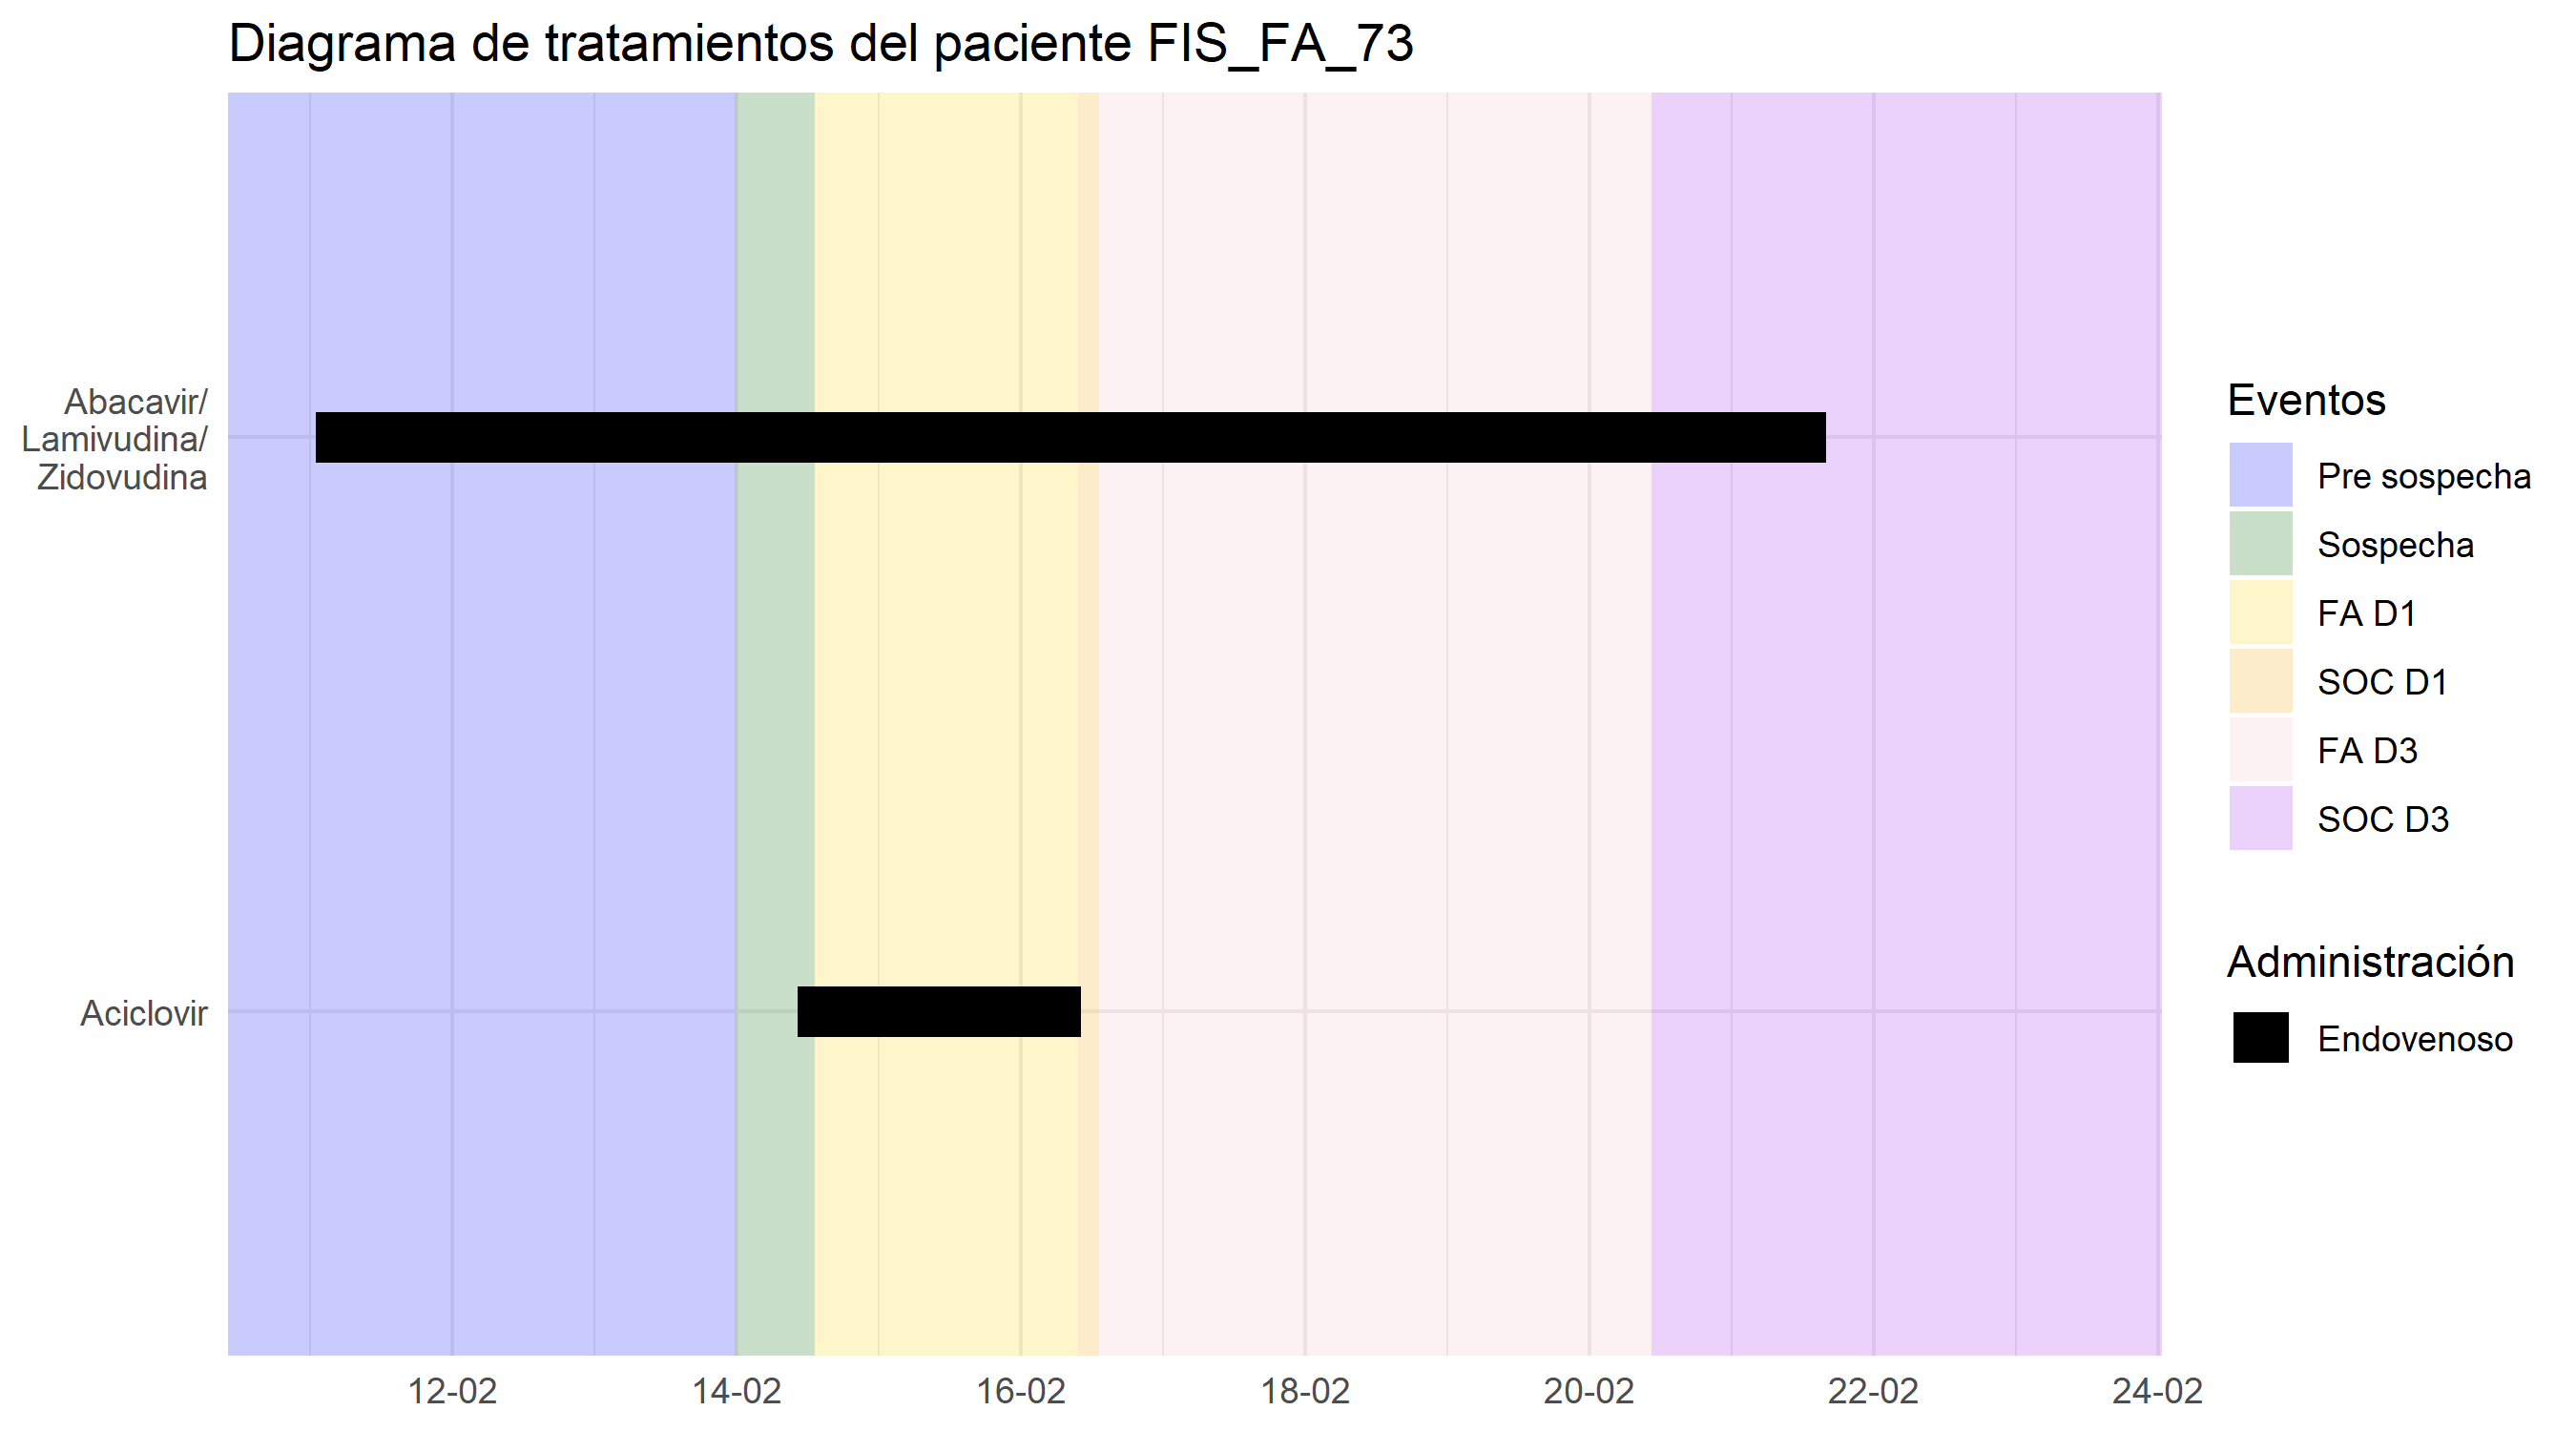 Diagrama de tratamientos del paciente FIS_FA_73
Abacavir/
Lamivudina/
Zidovudina
Aciclovir
12-02
14-02
16-02
18-02
20-02
22-02
24-02
Eventos
Pre sospecha
Sospecha
FA D1
SOC D1
FA D3
SOC D3
Administración
Endovenoso